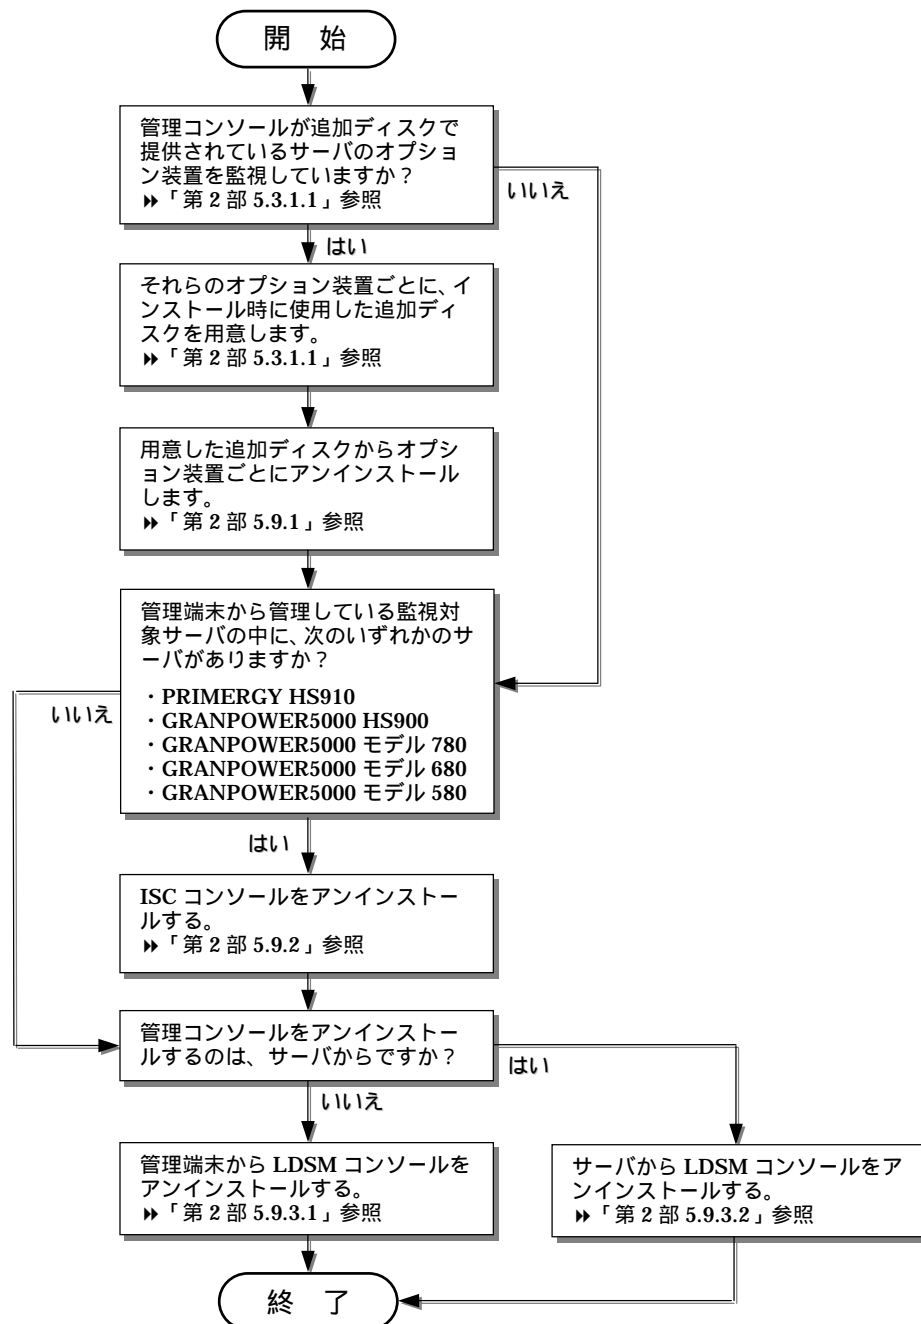 開　始
管理コンソールが追加ディスクで
提供されているサーバのオプショ
ン装置を監視していますか？
「第 2 部 5.3.1.1」参照
いいえ
はい
それらのオプション装置ごとに、イ
ンストール時に使用した追加ディ
スクを用意します。
「第 2 部 5.3.1.1」参照
用意した追加ディスクからオプシ
ョン装置ごとにアンインストール
します。
「第 2 部 5.9.1」参照
管理端末から管理している監視対
象サーバの中に、次のいずれかのサ
ーバがありますか？
・PRIMERGY HS910
・GRANPOWER5000 HS900
・GRANPOWER5000 モデル 780
・GRANPOWER5000 モデル 680
・GRANPOWER5000 モデル 580
いいえ
はい
ISC コンソールをアンインストー
ルする。
「第 2 部 5.9.2」参照
管理コンソールをアンインストー
ルするのは、サーバからですか？
はい
いいえ
管理端末から LDSM コンソールを
アンインストールする。
「第 2 部 5.9.3.1」参照
サーバから LDSM コンソールをア
ンインストールする。
「第 2 部 5.9.3.2」参照
終　了